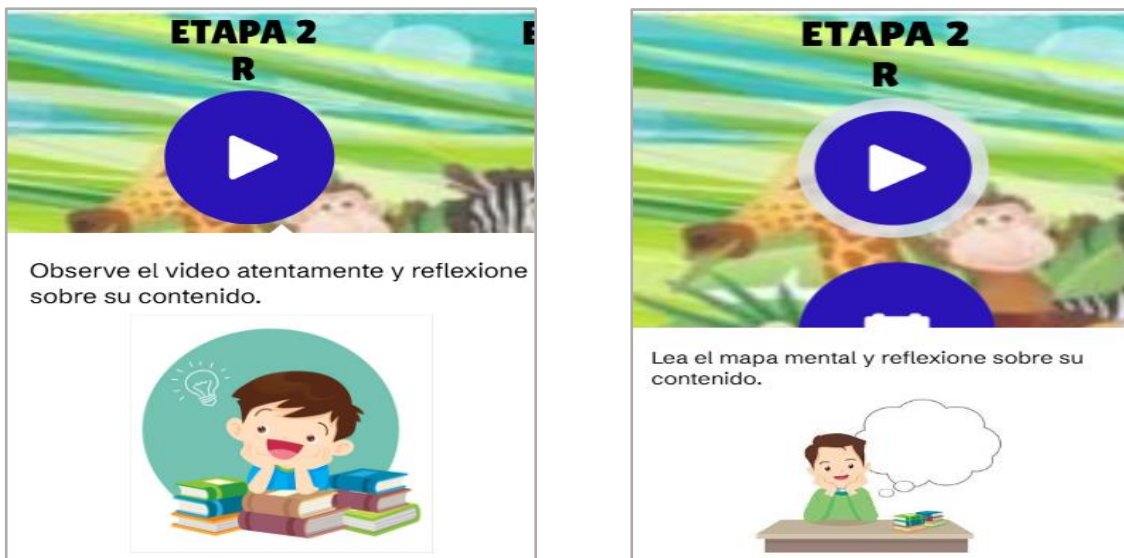 ETAPA 2
R
Observe el video atentamente y reflexione
sobre su contenido.
ETAPA 2
R
Lea el mapa mental y reflexione sobre su
contenido.